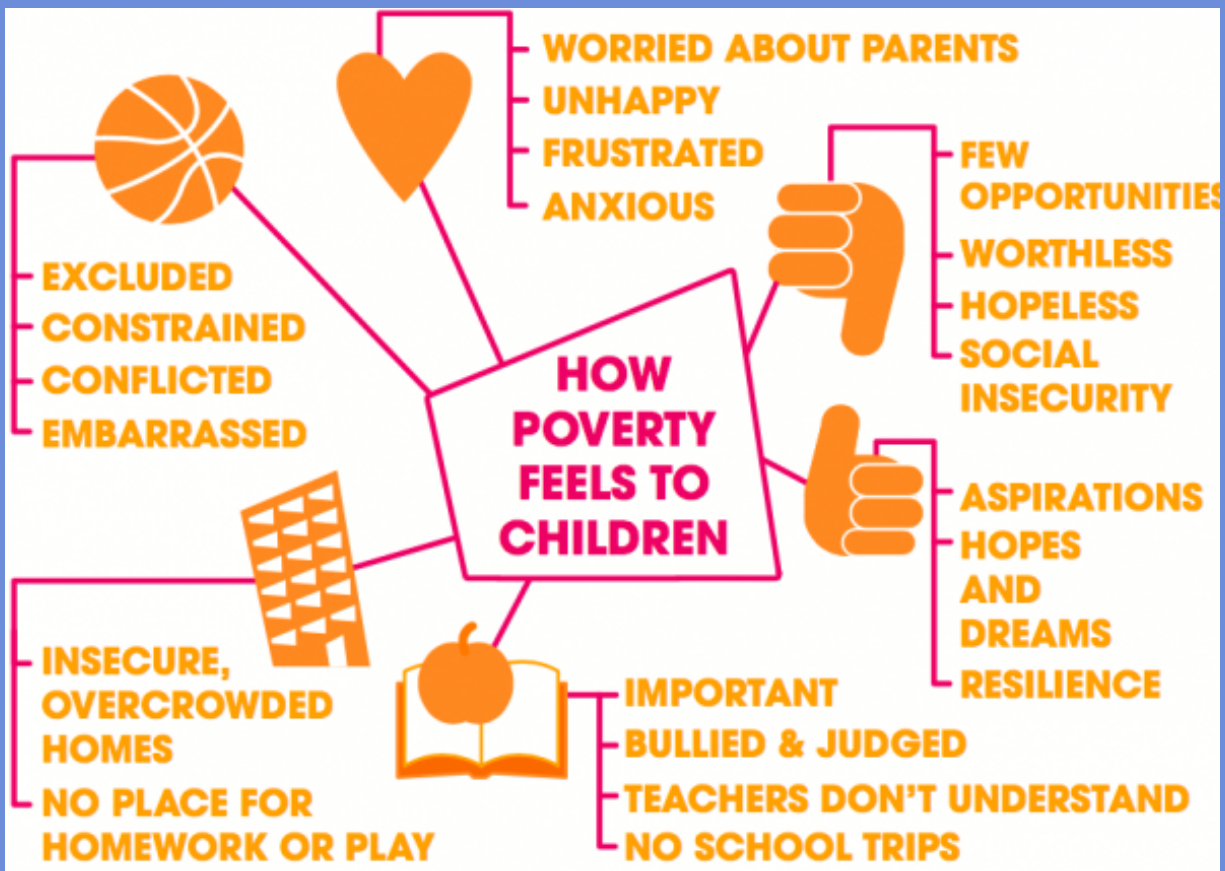 WORRIED ABOUT PARENTS
UNHAPPY
FRUSTRATED
ANXIOUS
FEW
OPPORTUNITIES
WORTHLESS
HOPELESS
SOCIAL
INSECURITY
EXCLUDED
CONSTRAINED
CONFLICTED
EMBARRASSED
HOW
POVERTY
FEELS TO
CHILDREN
ASPIRATIONS
HOPES
AND
DREAMS
RESILIENCE
INSECURE,
OVERCROWDED
HOMES
NO PLACE FOR
HOMEWORK OR PLAY
IMPORTANT
BULLIED & JUDGED
TEACHERS DON'T UNDERSTAND
NO SCHOOL TRIPS